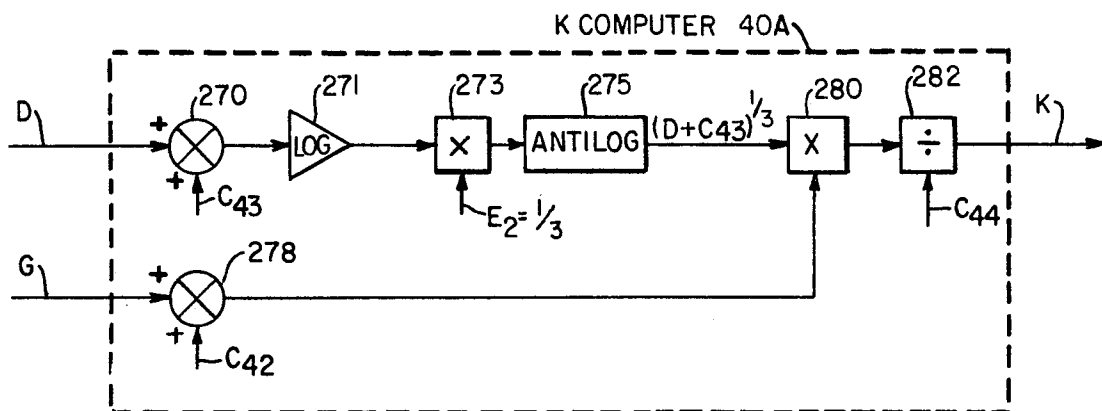 K COMPUTER 40A
D
270
271
273
275
280
282
K
+
LOG
×
ANTILOG
(D+C43)^1/3
X
÷
+
C43
E2=1/3
C44
G
278
+
+
C42